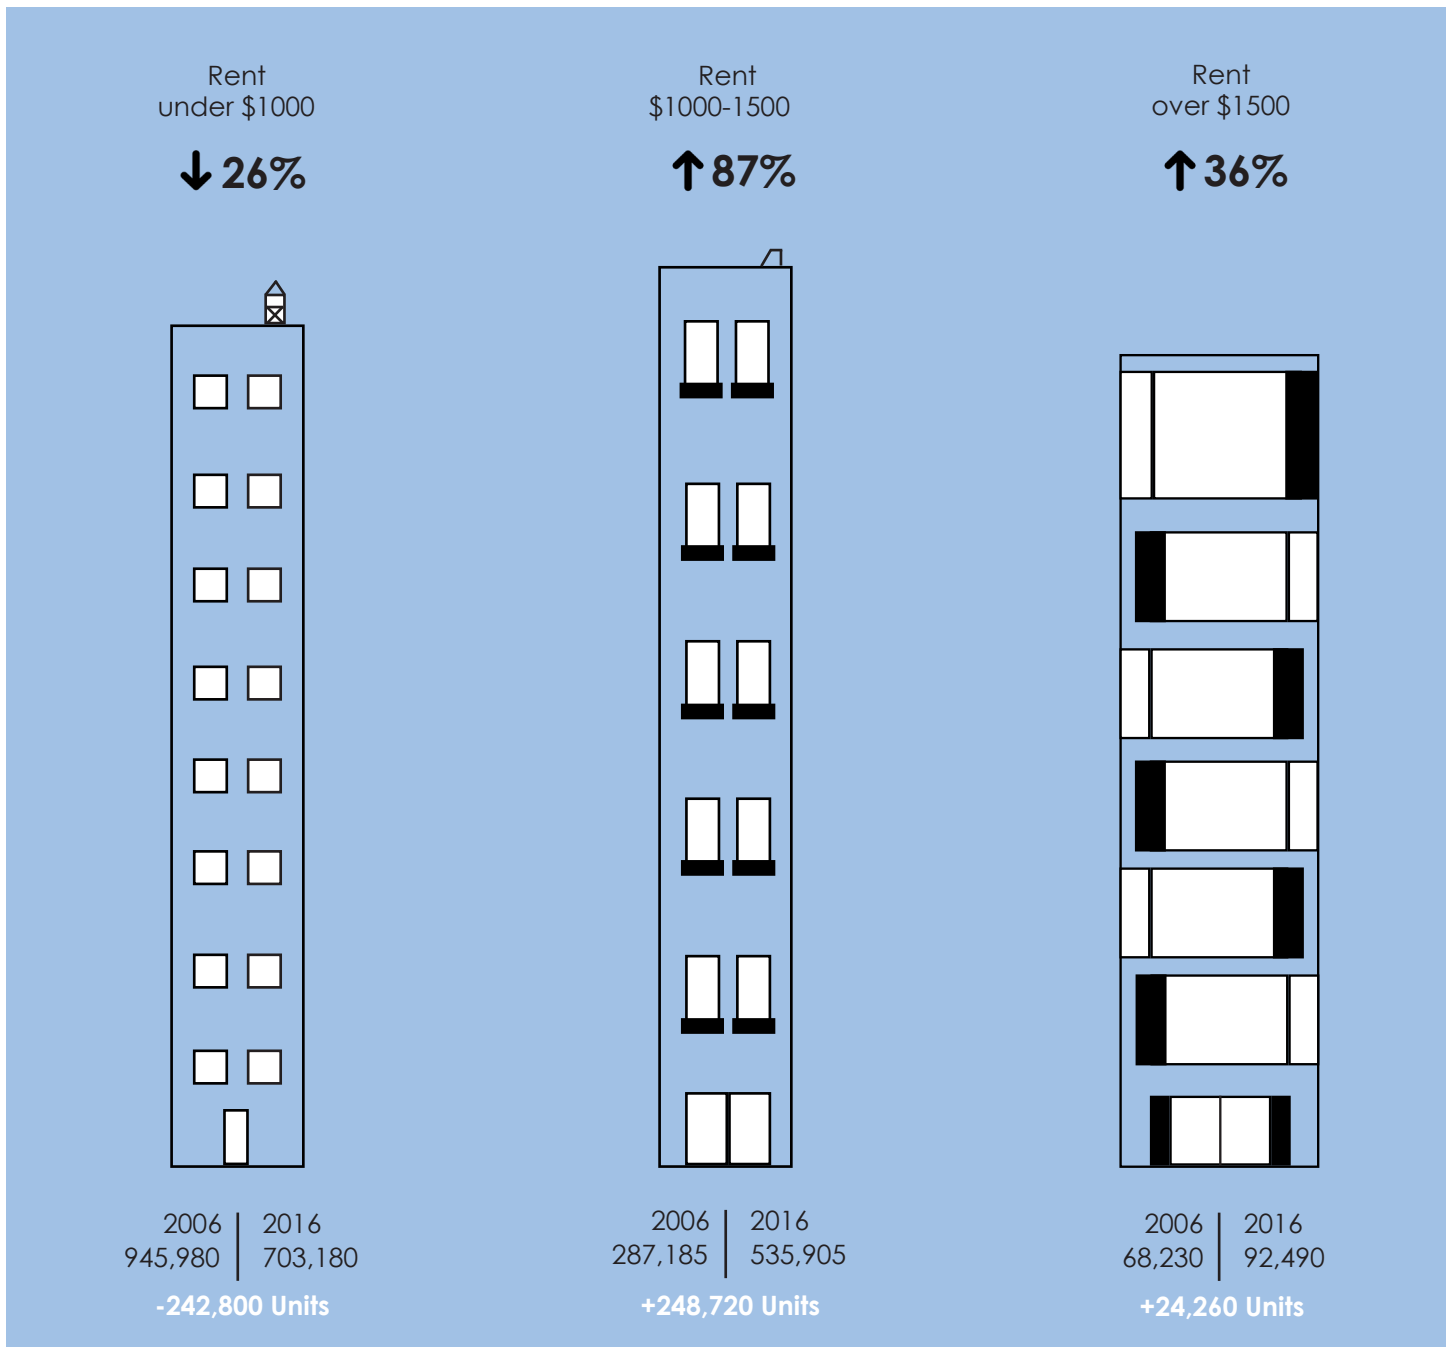 Rent
under $1000
↓ 26%
Rent
$1000-1500
↑ 87%
Rent
over $1500
↑ 36%
2006 | 2016
945,980 | 703,180
-242,800 Units
2006 | 2016
287,185 | 535,905
+248,720 Units
2006 | 2016
68,230 | 92,490
+24,260 Units